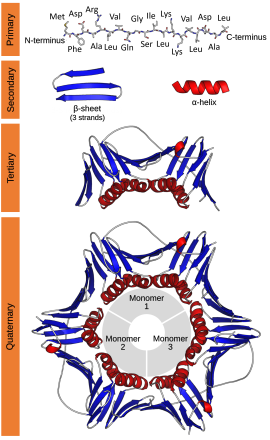 Primary
Met Asp Arg Val Gly Ile Lys Val Asp Leu
N-terminus C-terminus
Phe Ala Leu Gln Ser Leu Lys Leu Ala
Secondary
β-sheet
(3 strands)
α-helix
Tertiary
Quaternary
Monomer
1
Monomer
2
Monomer
3